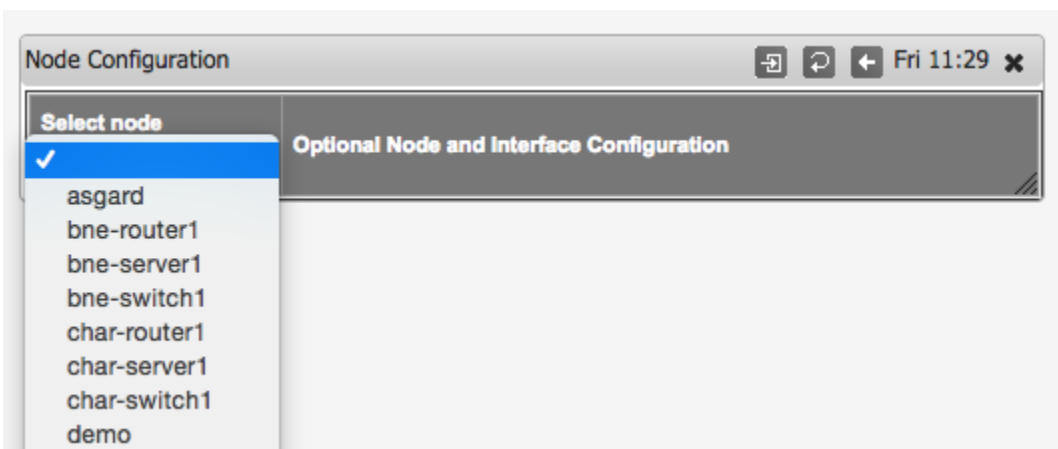 Node Configuration Fri 11:29
Select node
Optional Node and Interface Configuration
asgard
bne-router1
bne-server1
bne-switch1
char-router1
char-server1
char-switch1
demo